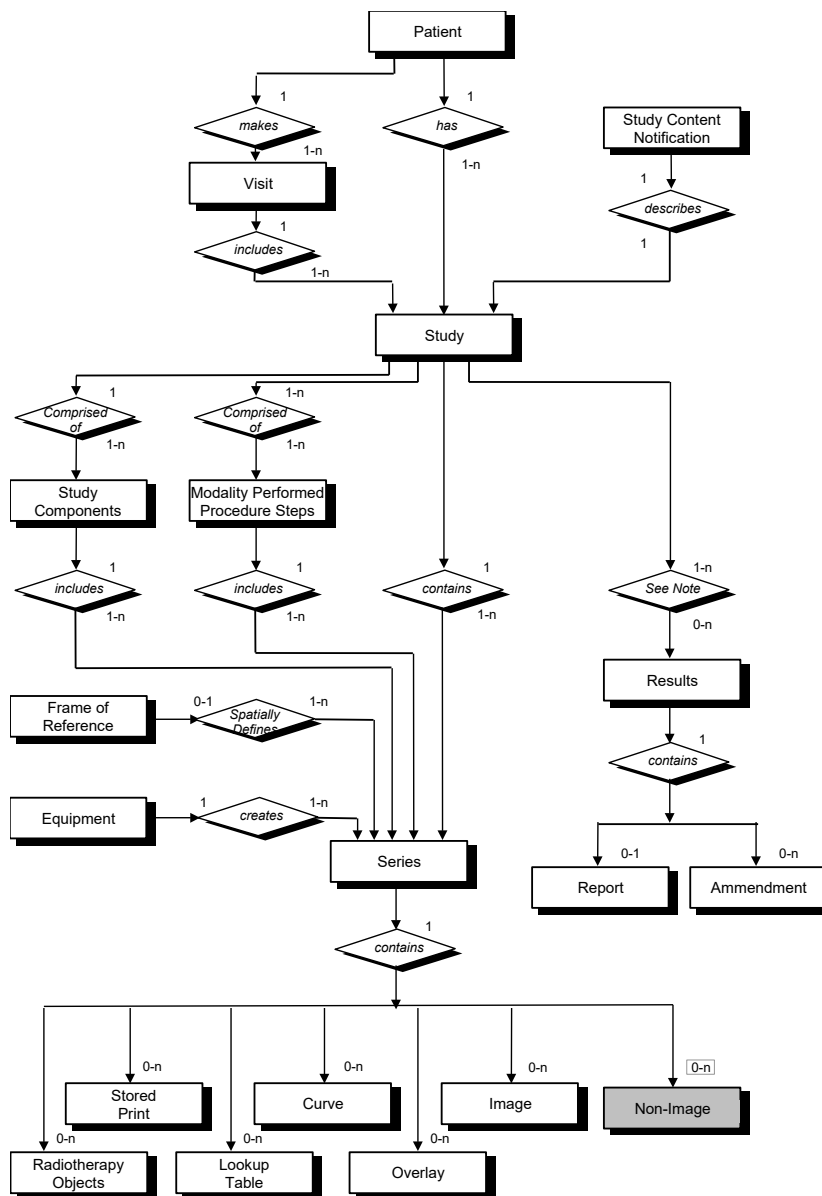 Patient
1
1
makes
has
Study Content
Notification
1-n
1-n
Visit
1
describes
1
includes
1
1-n
Study
1
1-n
Comprised
of
Comprised
of
1-n
1-n
Study
Components
Modality Performed
Procedure Steps
1
1
1
1-n
includes
includes
contains
See Note
1-n
1-n
1-n
0-n
Results
Frame of
Reference
0-1
Spatially
Defines
1-n
1
contains
Equipment
1
creates
1-n
Series
0-1
0-n
Report
Ammendment
1
contains
0-n
0-n
0-n
0-n
Stored
Print
Curve
Image
Non-Image
0-n
0-n
0-n
Radiotherapy
Objects
Lookup
Table
Overlay